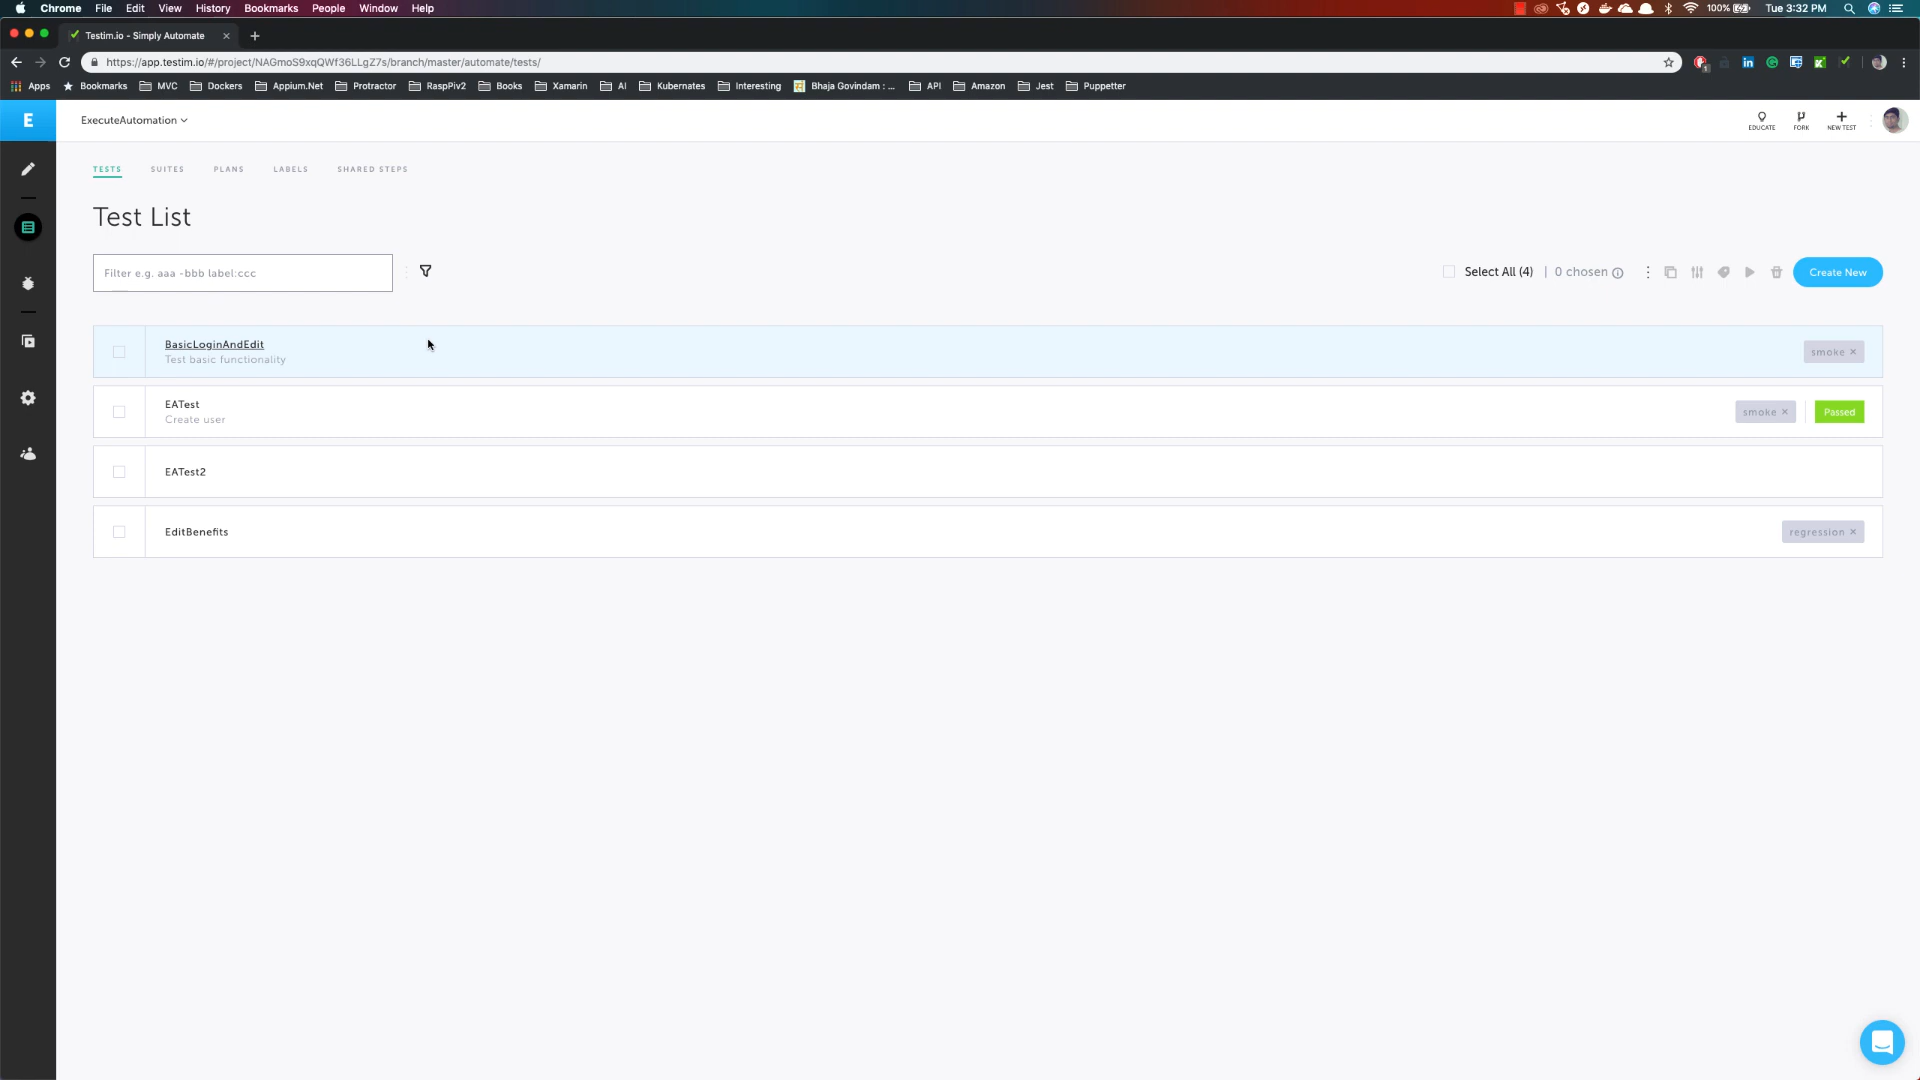 Chrome File Edit View History Bookmarks People Window Help 100% Tue 3:32 PM
Testim.io - Simply Automate
https://app.testim.io/#/project/NAGmoS9xqQWf36LLgZ7s/branch/master/automate/tests/
Apps Bookmarks MVC Dockers Appium.Net Protractor RaspPiv2 Books Xamarin AI Kubernates Interesting Bhaja Govindam : ... API Amazon Jest Puppetter
E ExecuteAutomation EDUCATE FORK NEW TEST
TESTS SUITES PLANS LABELS SHARED STEPS
Test List
Filter e.g. aaa -bbb label:ccc Select All (4) | 0 chosen Create New
BasicLoginAndEdit
Test basic functionality
smoke ×
EATest
Create user
smoke × Passed
EATest2
EditBenefits regression ×